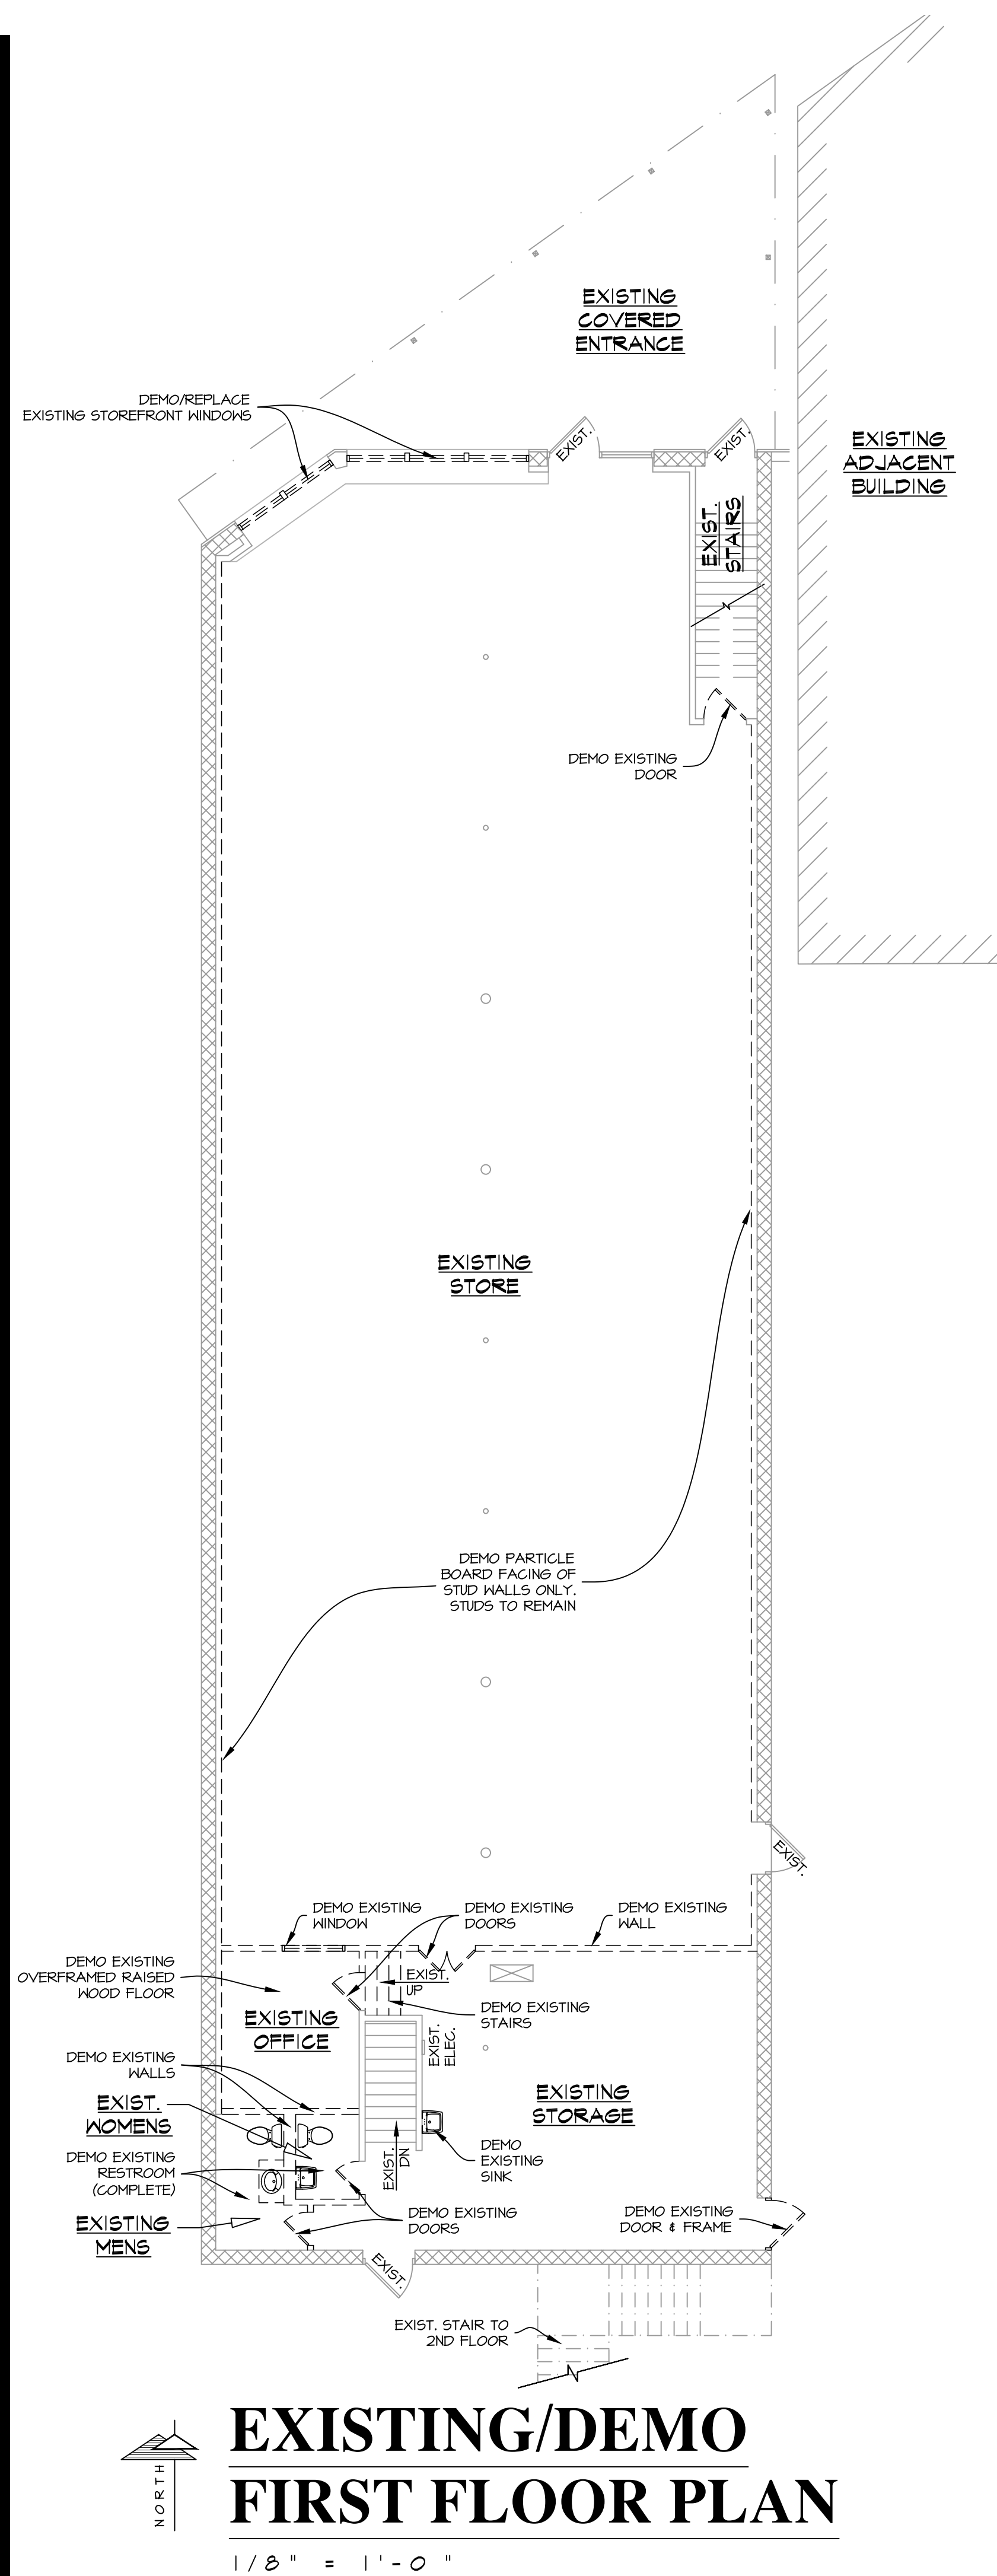 EXISTING
COVERED
ENTRANCE
DEMO/REPLACE
EXISTING STOREFRONT WINDOWS
EXIST.
EXIST.
EXISTING
ADJACENT
BUILDING
EXIST.
STAIRS
DEMO EXISTING
DOOR
EXISTING
STORE
DEMO PARTICLE
BOARD FACING OF
STUD WALLS ONLY.
STUDS TO REMAIN
EXIST.
DEMO EXISTING
WINDOW
DEMO EXISTING
DOORS
DEMO EXISTING
WALL
DEMO EXISTING
OVERFRAMED RAISED
WOOD FLOOR
EXIST.
UP
DEMO EXISTING
STAIRS
EXISTING
OFFICE
EXIST.
ELEC.
DEMO EXISTING
WALLS
EXISTING
STORAGE
EXIST.
WOMENS
DEMO
EXISTING
SINK
EXIST.
DN
DEMO EXISTING
RESTROOM
(COMPLETE)
DEMO EXISTING
DOORS
DEMO EXISTING
DOOR & FRAME
EXISTING
MENS
EXIST.
EXIST. STAIR TO
2ND FLOOR
NORTH
EXISTING/DEMO
FIRST FLOOR PLAN
1/8" = 1'-0"